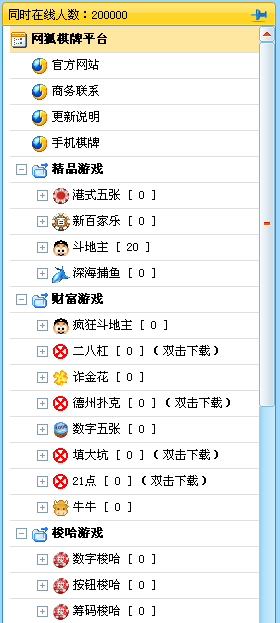 同时在线人数：200000
网狐棋牌平台
官方网站
商务联系
更新说明
手机棋牌
精品游戏
港式五张 [ 0 ]
新百家乐 [ 0 ]
斗地主 [ 20 ]
深海捕鱼 [ 0 ]
财富游戏
疯狂斗地主 [ 0 ]
二八杠 [ 0 ] ( 双击下载 )
诈金花 [ 0 ]
德州扑克 [ 0 ] ( 双击下载 )
数字五张 [ 0 ]
填大坑 [ 0 ] ( 双击下载 )
21点 [ 0 ] ( 双击下载 )
牛牛 [ 0 ]
梭哈游戏
数字梭哈 [ 0 ]
按钮梭哈 [ 0 ]
筹码梭哈 [ 0 ]